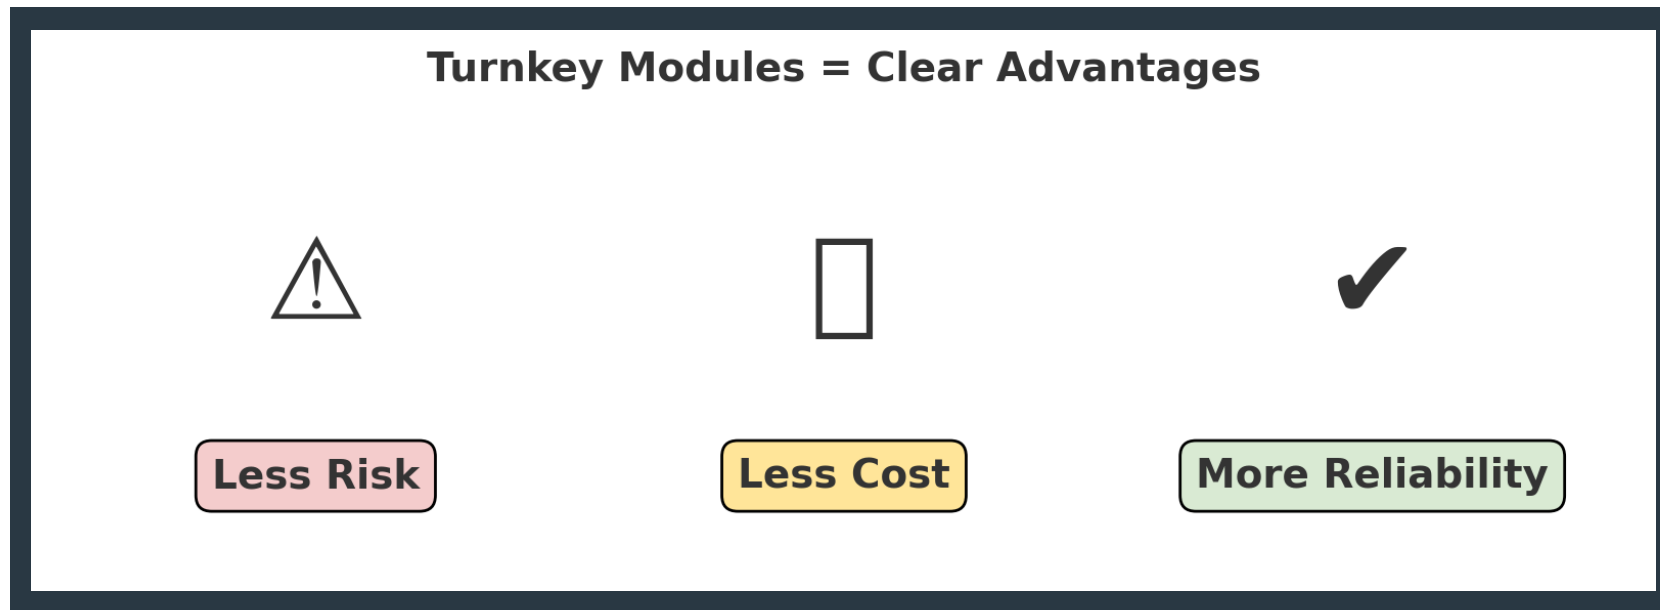 Turnkey Modules = Clear Advantages
⚠ ✔
Less Risk
Less Cost
More Reliability